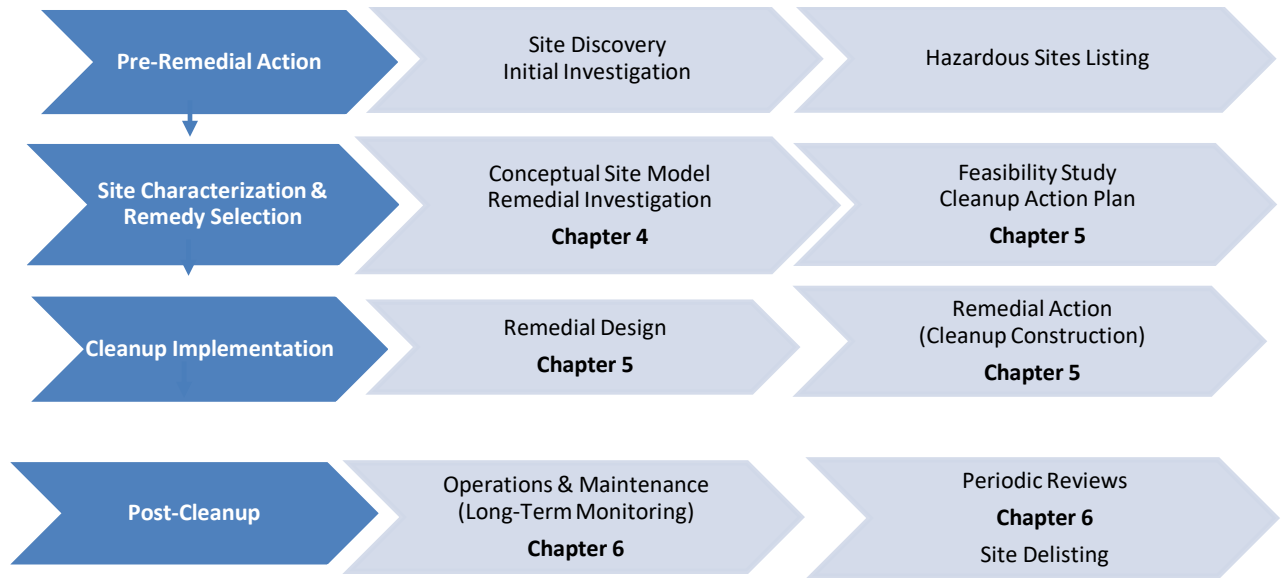 Pre-Remedial Action
Site Discovery
Initial Investigation
Hazardous Sites Listing
Site Characterization &
Remedy Selection
Conceptual Site Model
Remedial Investigation
Chapter 4
Feasibility Study
Cleanup Action Plan
Chapter 5
Cleanup Implementation
Remedial Design
Chapter 5
Remedial Action
(Cleanup Construction)
Chapter 5
Post-Cleanup
Operations & Maintenance
(Long-Term Monitoring)
Chapter 6
Periodic Reviews
Chapter 6
Site Delisting